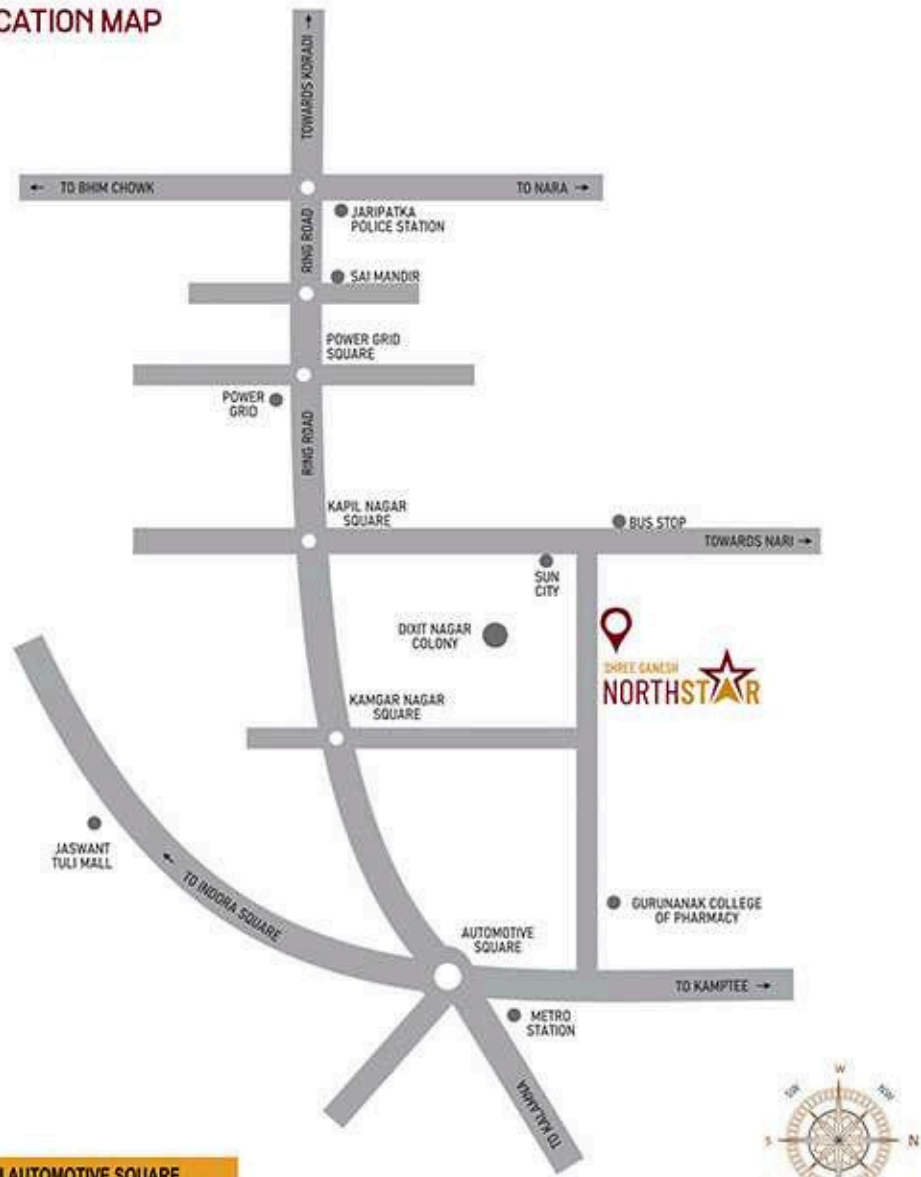 CATION MAP
TOWARDS KORADI →
← TO BHIM CHOWK
TO NARA →
JARIPATKA
POLICE STATION
RING ROAD
SAI MANDIR
POWER GRID
SQUARE
POWER
GRID
RING ROAD
KAPIL NAGAR
SQUARE
BUS STOP
TOWARDS NARI →
SUN
CITY
DIXIT NAGAR
COLONY
SHREE GANESH
NORTHSTAR
KAMGAR NAGAR
SQUARE
JASWANT
TULI MALL
← TO INDORA SQUARE
GURUNANAK COLLEGE
OF PHARMACY
AUTOMOTIVE
SQUARE
TO KAMPTEE →
METRO
STATION
TO KALAMNA
W
SW
NW
S
N
AUTOMOTIVE SQUARE